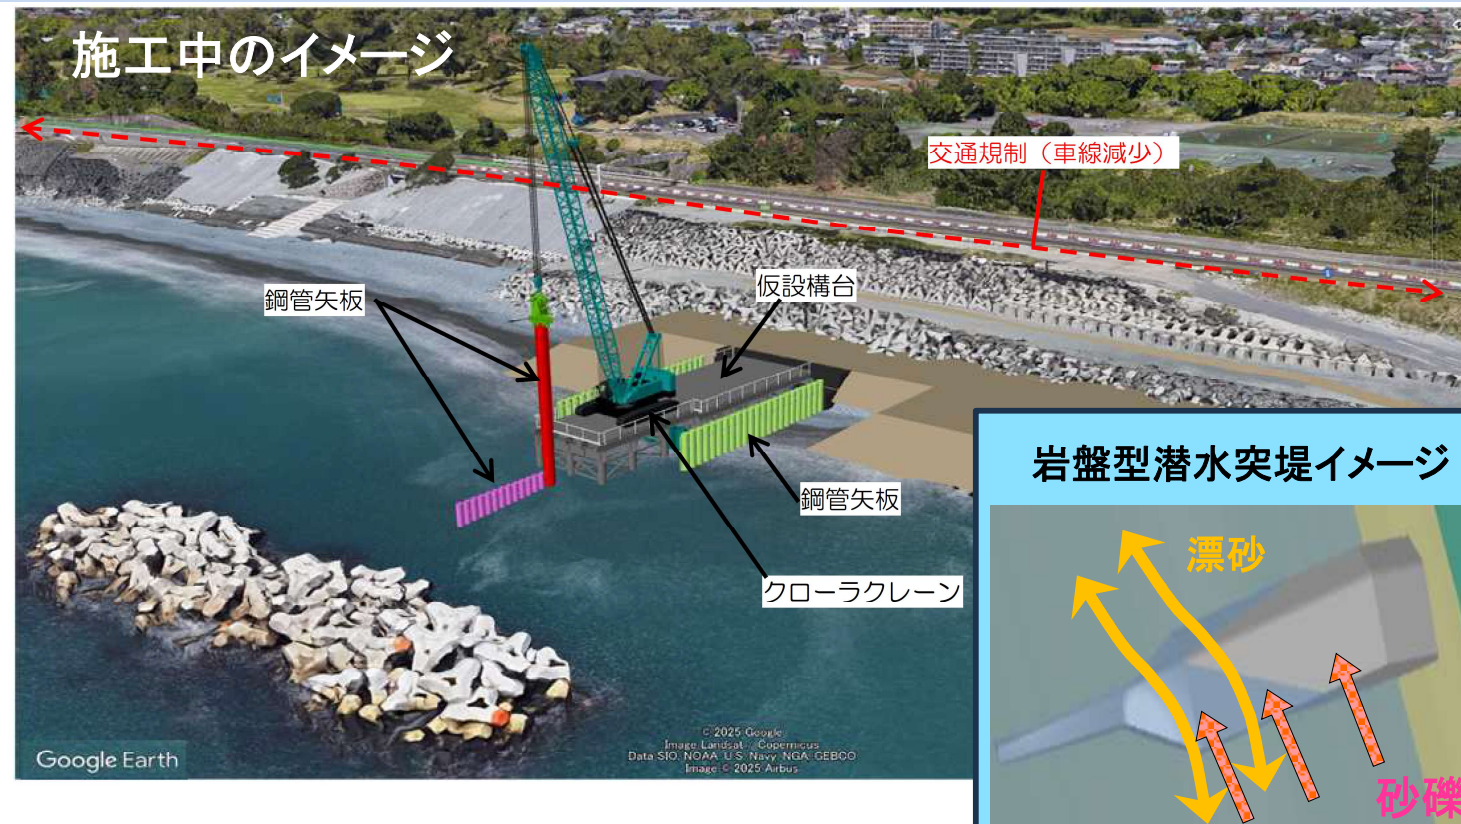 施工中のイメージ
交通規制（車線減少）
仮設構台
鋼管矢板
鋼管矢板
クローラクレーン
岩盤型潜水突堤イメージ
漂砂
砂礫
© 2025 Google
Image Landsat / Copernicus
Data SIO, NOAA, U.S. Navy, NGA, GEBCO
Image © 2025 Airbus
Google Earth